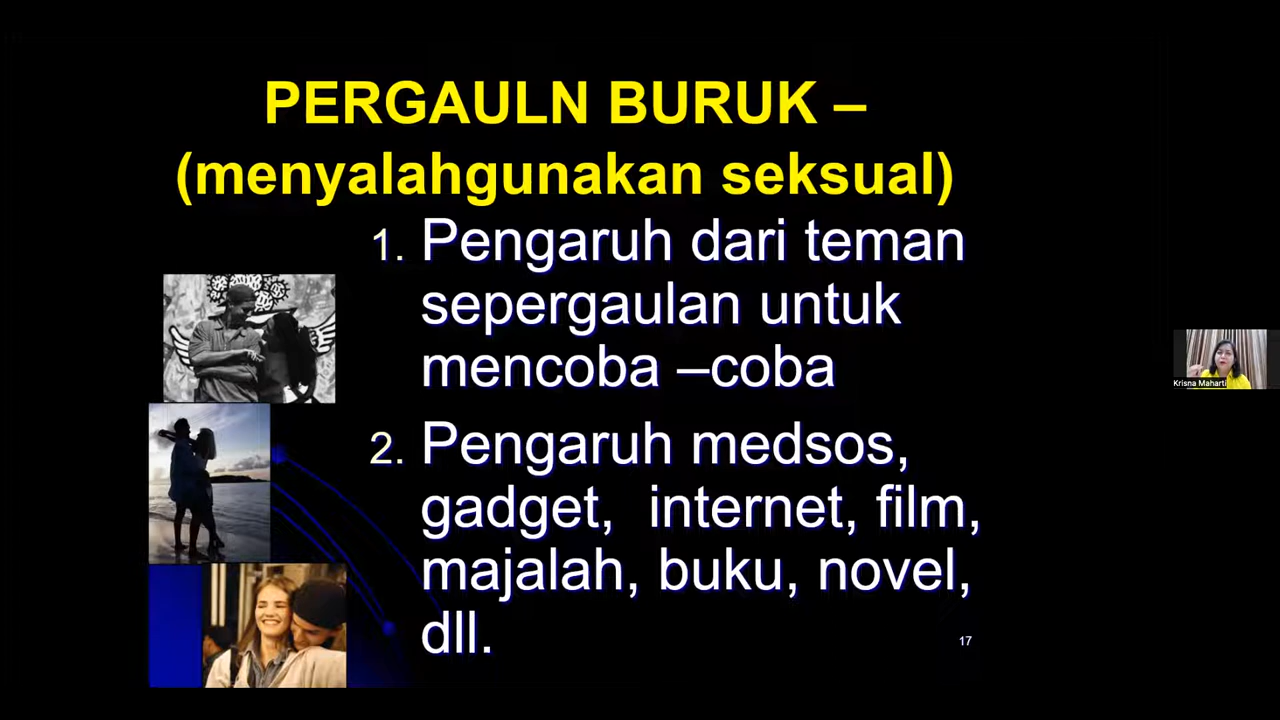 PERGAULN BURUK –
(menyalahgunakan seksual)
1. Pengaruh dari teman
sepergaulan untuk
mencoba –coba
2. Pengaruh medsos,
gadget, internet, film,
majalah, buku, novel,
dll.
17
Krisna Maharti